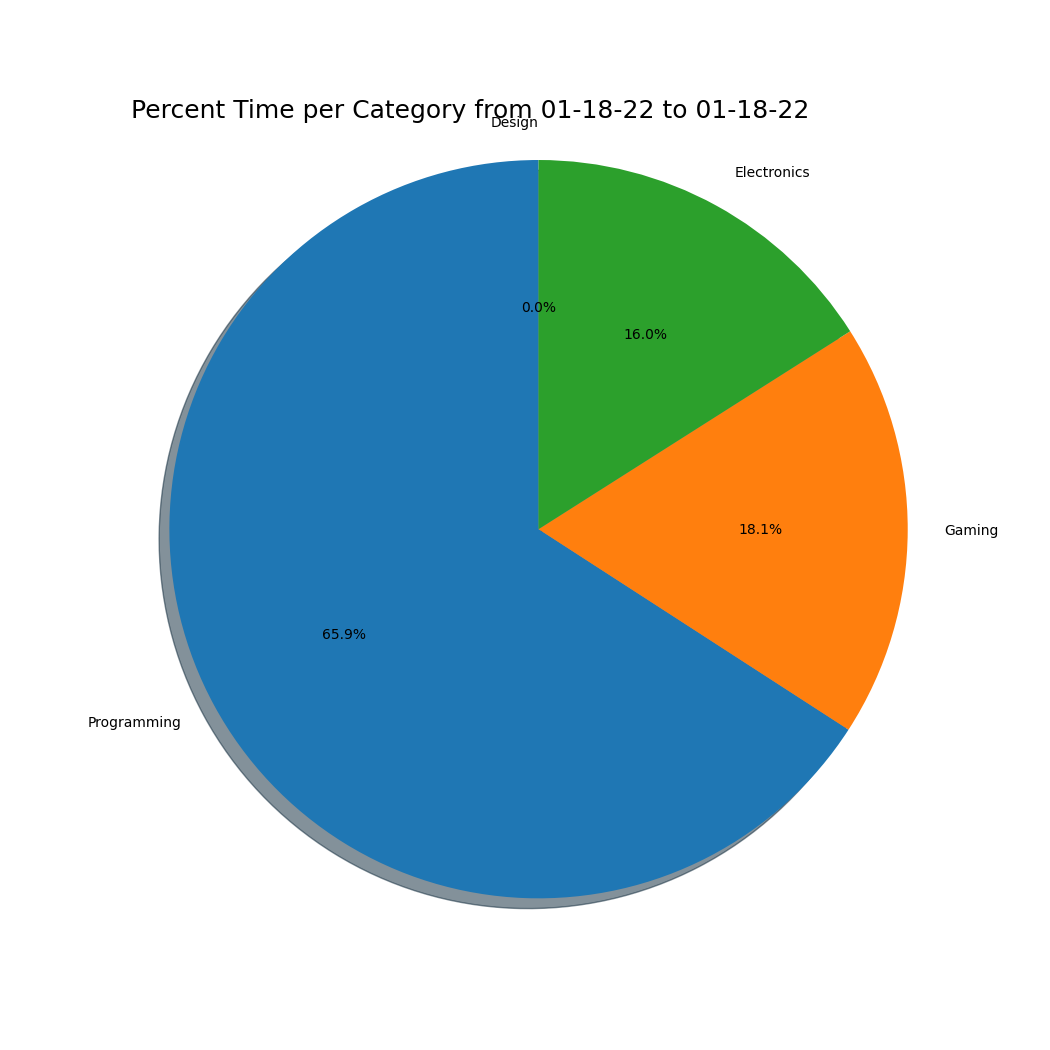 Percent Time per Category from 01-18-22 to 01-18-22
Design
Electronics
0.0%
16.0%
18.1%
Gaming
65.9%
Programming